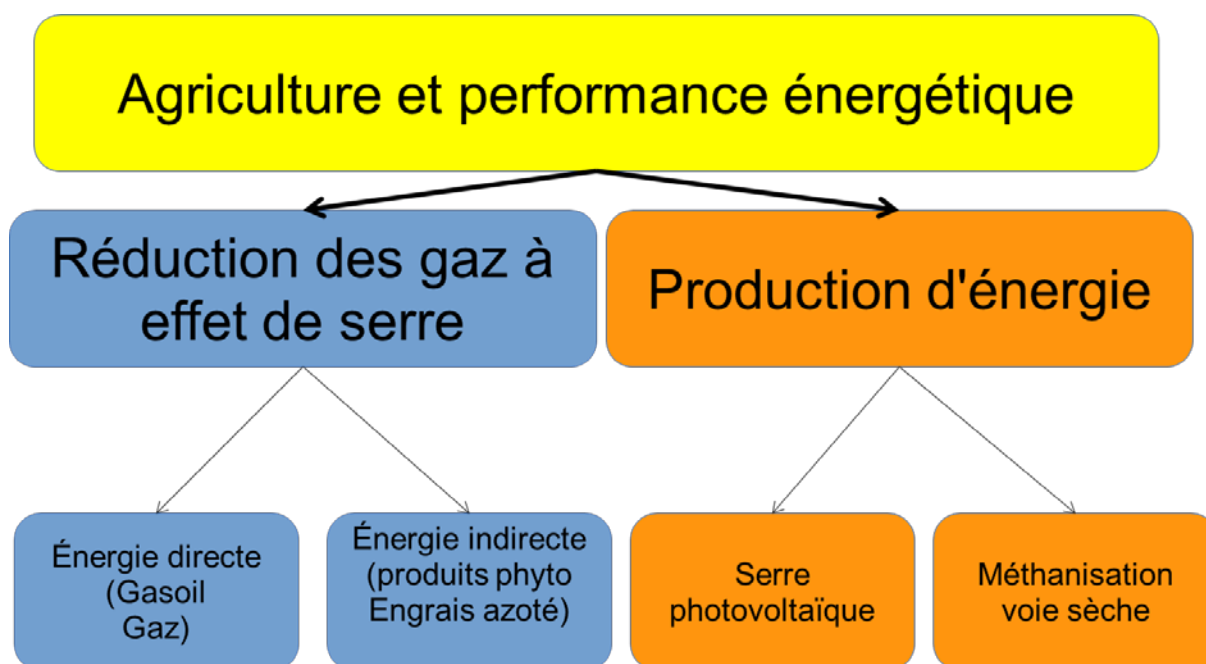 Agriculture et performance énergétique
Réduction des gaz à
effet de serre
Production d'énergie
Énergie directe
(Gasoil
Gaz)
Énergie indirecte
(produits phyto
Engrais azoté)
Serre
photovoltaïque
Méthanisation
voie sèche